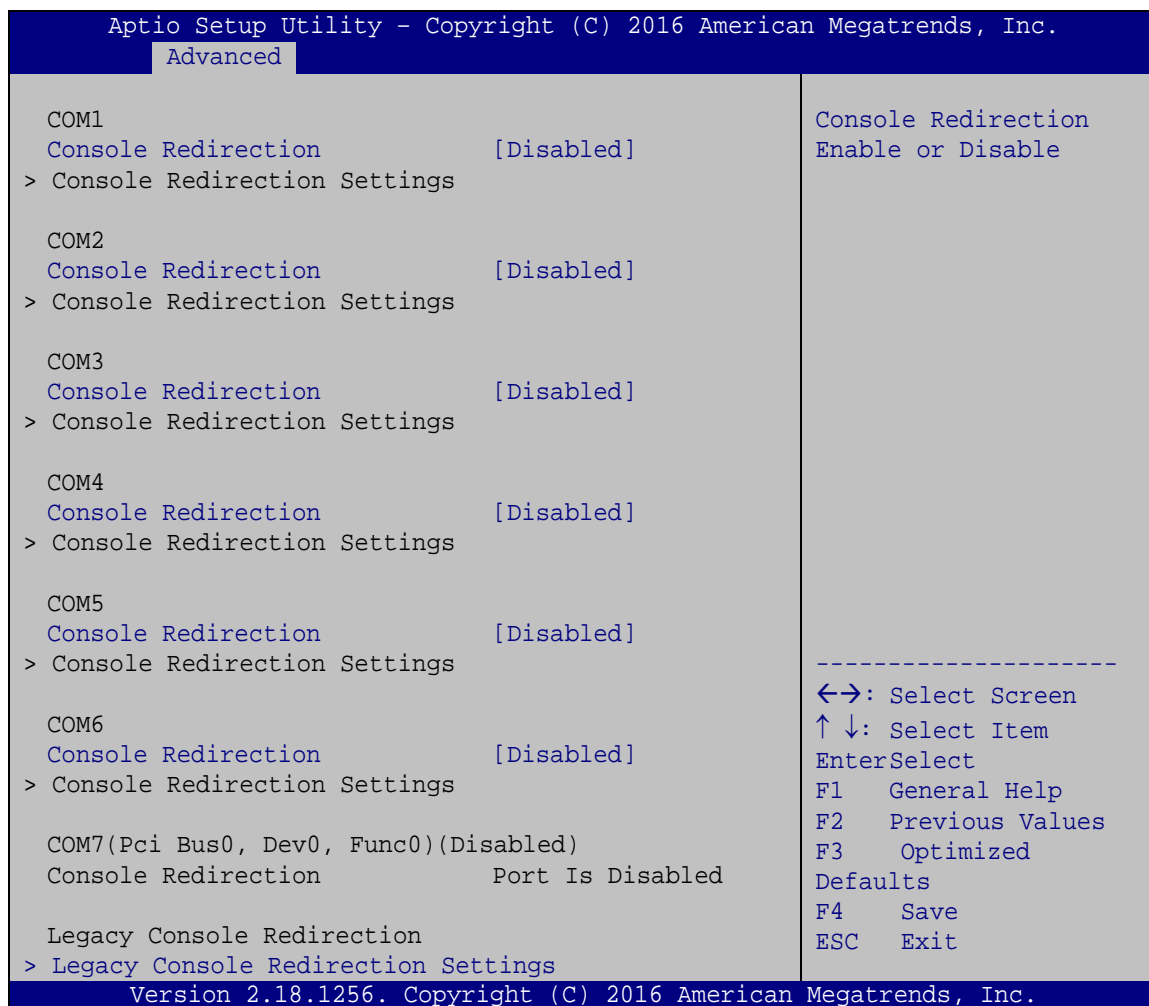 Aptio Setup Utility – Copyright (C) 2016 American Megatrends, Inc.
Advanced
COM1
Console Redirection [Disabled]
> Console Redirection Settings
COM2
Console Redirection [Disabled]
> Console Redirection Settings
COM3
Console Redirection [Disabled]
> Console Redirection Settings
COM4
Console Redirection [Disabled]
> Console Redirection Settings
COM5
Console Redirection [Disabled]
> Console Redirection Settings
COM6
Console Redirection [Disabled]
> Console Redirection Settings
COM7(Pci Bus0, Dev0, Func0)(Disabled)
Console Redirection Port Is Disabled
Legacy Console Redirection
> Legacy Console Redirection Settings
Console Redirection
Enable or Disable
---------------------
←→: Select Screen
↑ ↓: Select Item
EnterSelect
F1 General Help
F2 Previous Values
F3 Optimized
Defaults
F4 Save
ESC Exit
Version 2.18.1256. Copyright (C) 2016 American Megatrends, Inc.